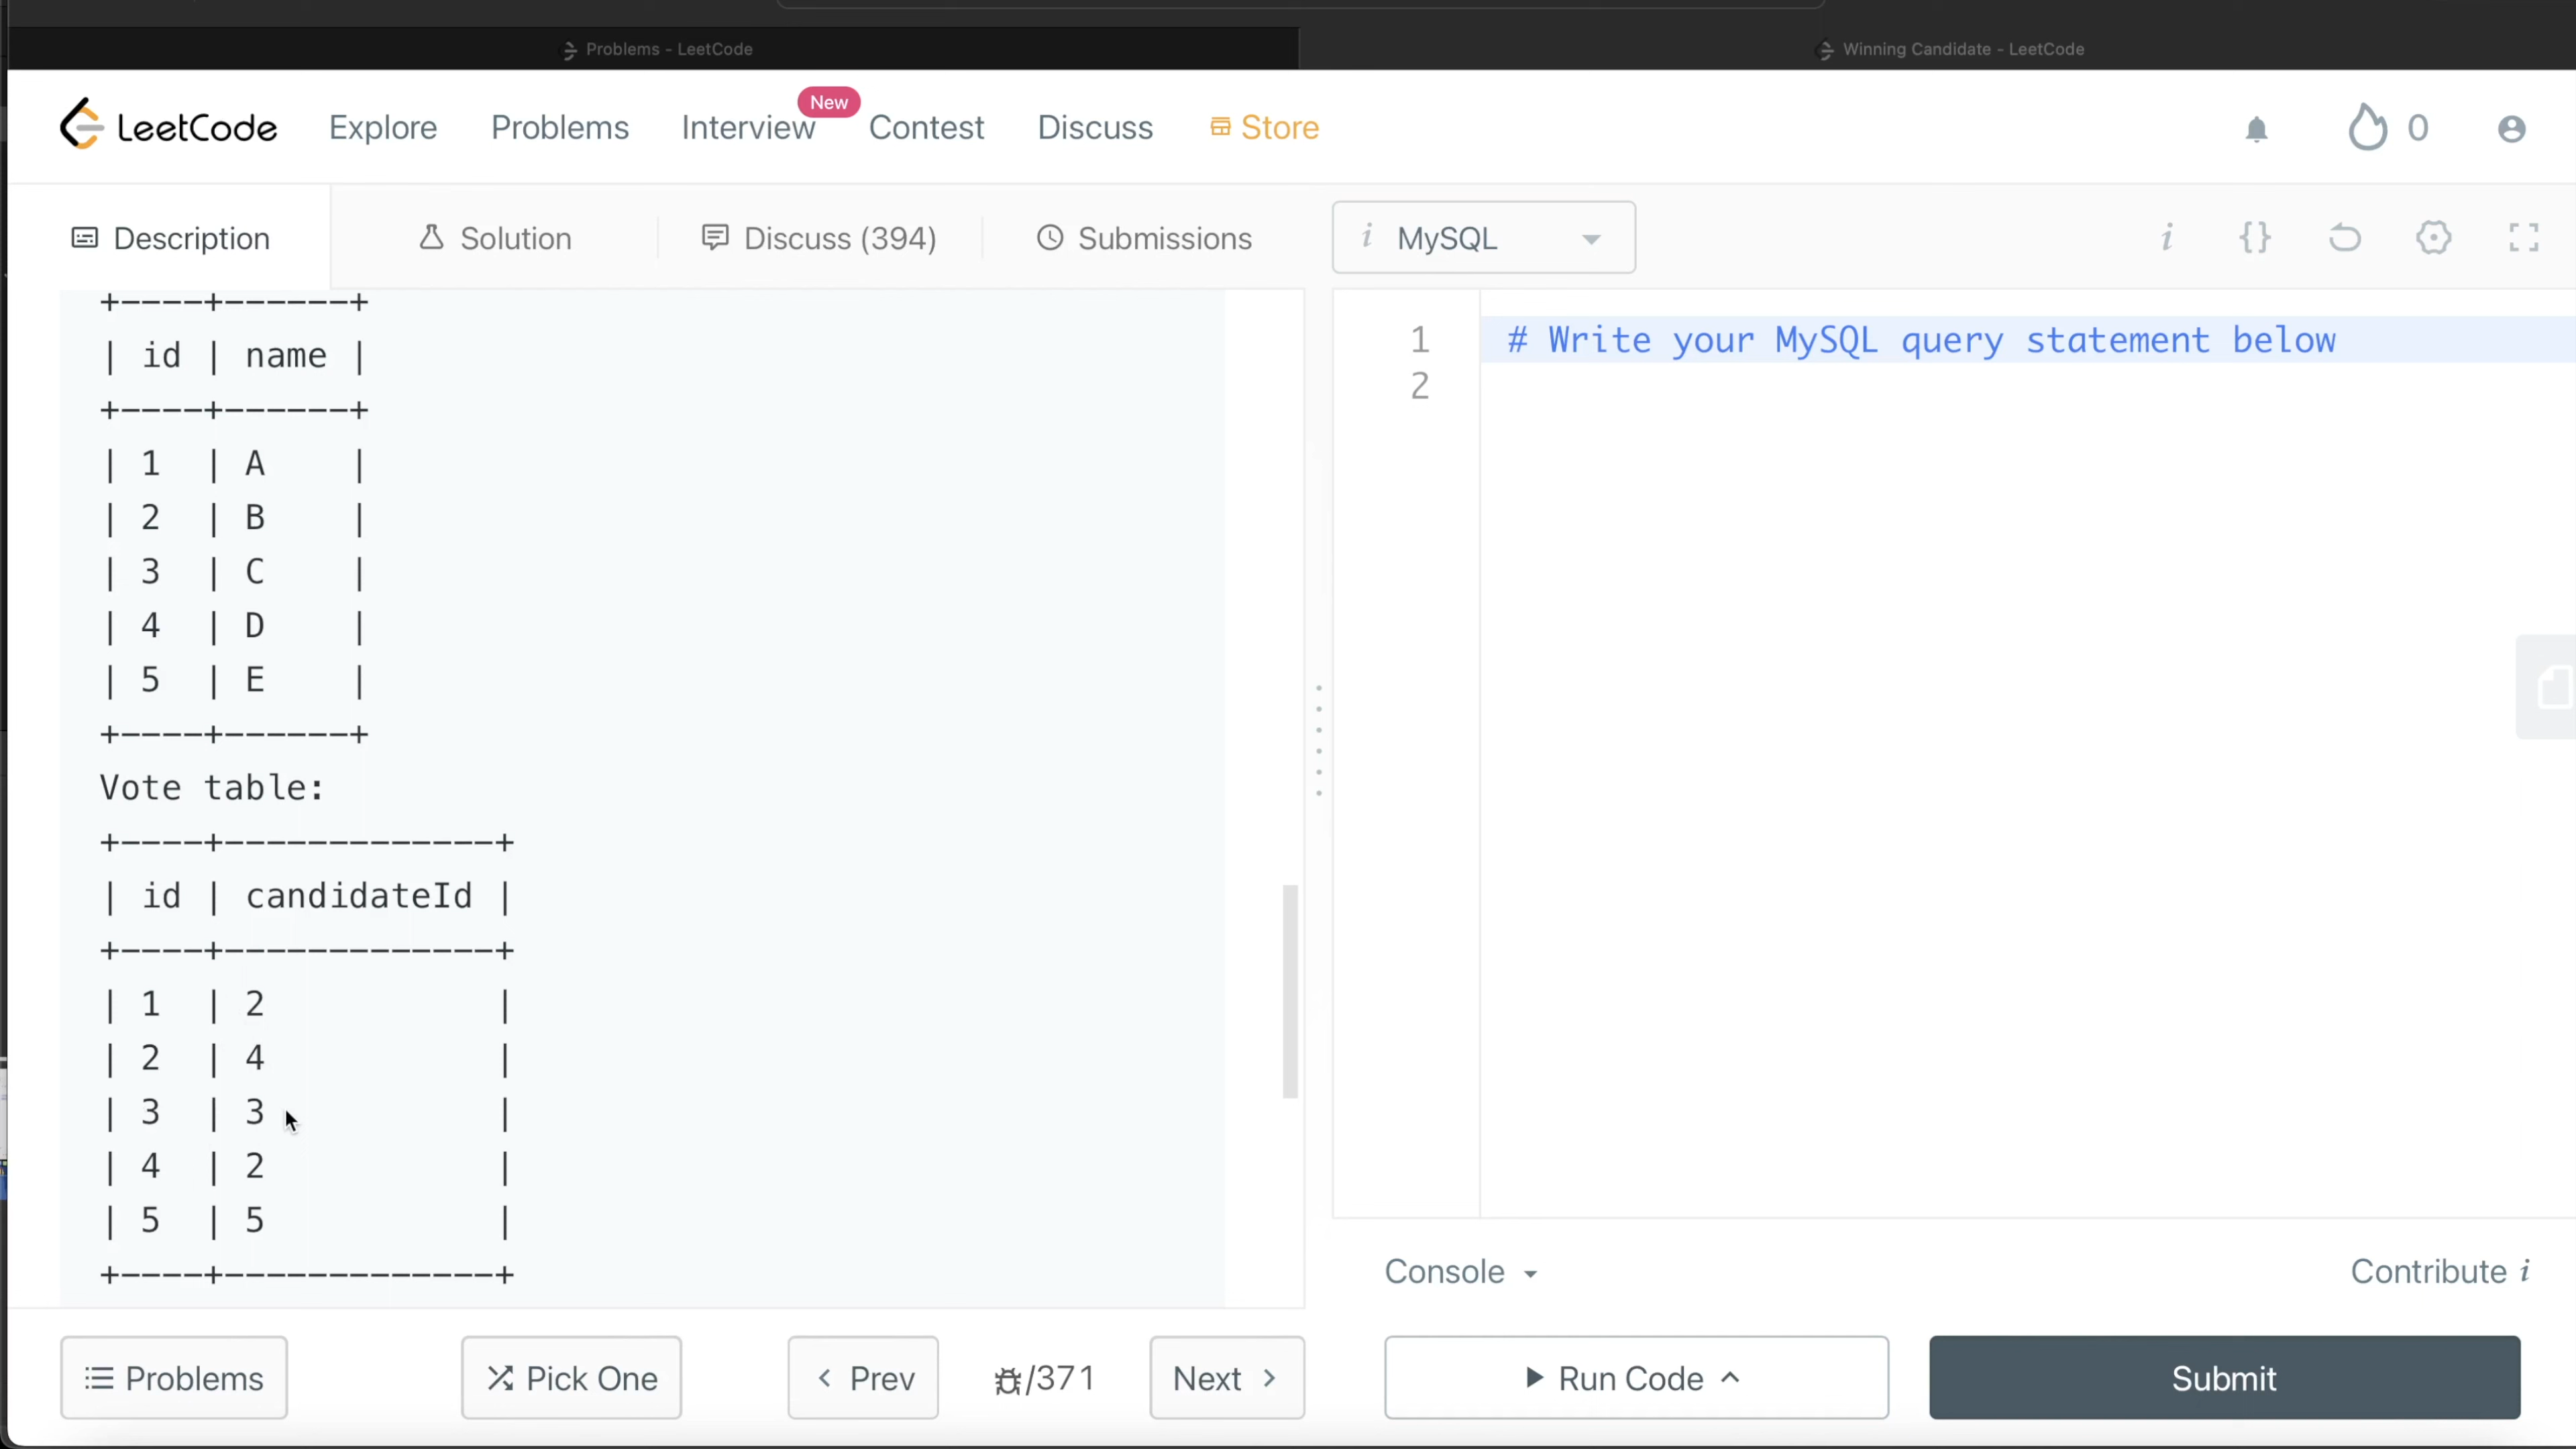 Problems - LeetCode
Winning Candidate - LeetCode
LeetCode Explore Problems Interview New Contest Discuss Store 0
Description Solution Discuss (394) Submissions
i MySQL i {}
+----+------+
| id | name |
+----+------+
| 1  | A    |
| 2  | B    |
| 3  | C    |
| 4  | D    |
| 5  | E    |
+----+------+
Vote table:
+----+-------------+
| id | candidateId |
+----+-------------+
| 1  | 2           |
| 2  | 4           |
| 3  | 3           |
| 4  | 2           |
| 5  | 5           |
+----+-------------+
1 # Write your MySQL query statement below
2
Console Contribute i
Problems Pick One Prev /371 Next Run Code Submit